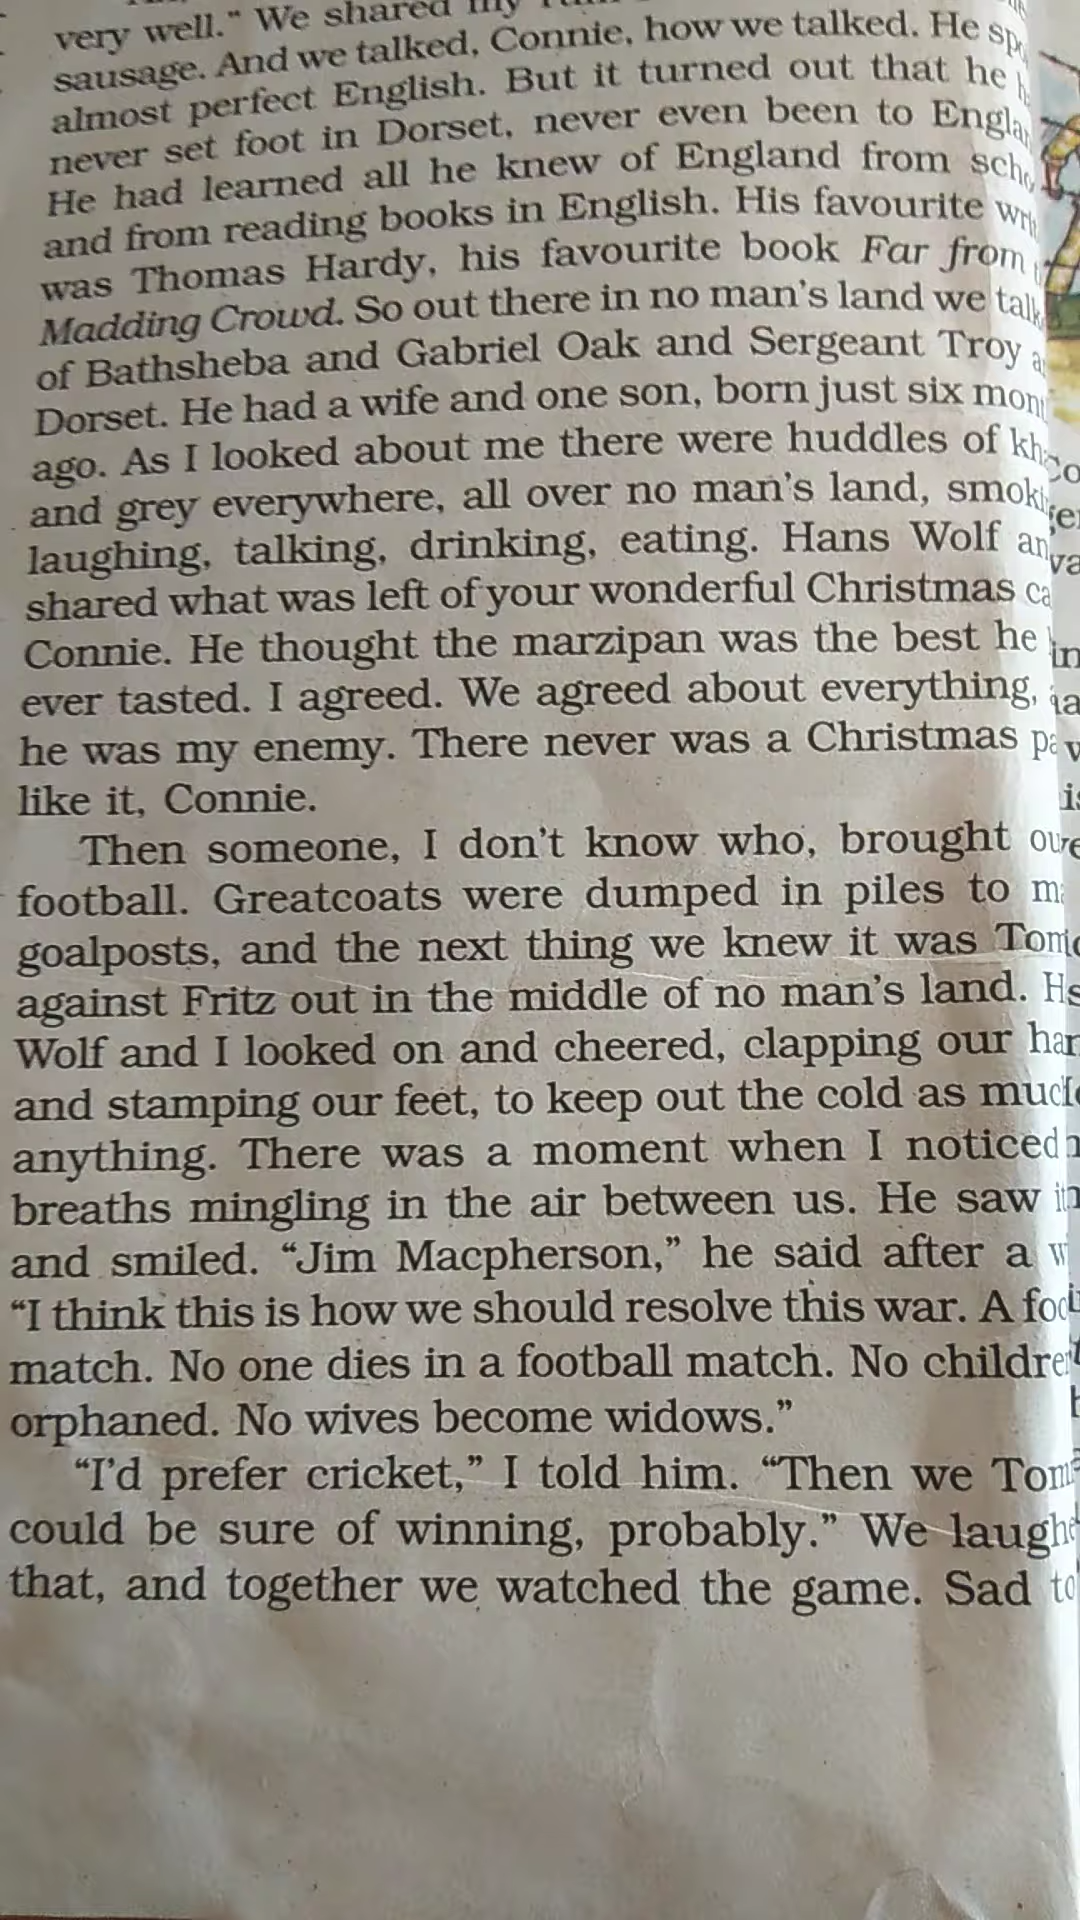 very well." We shared my
sausage. And we talked, Connie, how we talked. He
almost perfect English. But it turned out that he
never set foot in Dorset, never even been to
He had learned all he knew of England from
and from reading books in English. His favourite
was Thomas Hardy, his favourite book Far from
Madding Crowd. So out there in no man's land we
of Bathsheba and Gabriel Oak and Sergeant Troy
Dorset. He had a wife and one son, born just six
ago. As I looked about me there were huddles of
and grey everywhere, all over no man's land,
laughing, talking, drinking, eating. Hans Wolf
shared what was left of your wonderful Christmas
Connie. He thought the marzipan was the best he
ever tasted. I agreed. We agreed about everything,
he was my enemy. There never was a Christmas
like it, Connie.
Then someone, I don't know who, brought
football. Greatcoats were dumped in piles to
goalposts, and the next thing we knew it was
against Fritz out in the middle of no man's land.
Wolf and I looked on and cheered, clapping our
and stamping our feet, to keep out the cold as
anything. There was a moment when I noticed
breaths mingling in the air between us. He saw
and smiled. “Jim Macpherson,” he said after a
“I think this is how we should resolve this war. A
match. No one dies in a football match. No
orphaned. No wives become widows.”
“I'd prefer cricket,” I told him. “Then we
could be sure of winning, probably.” We
that, and together we watched the game. Sad